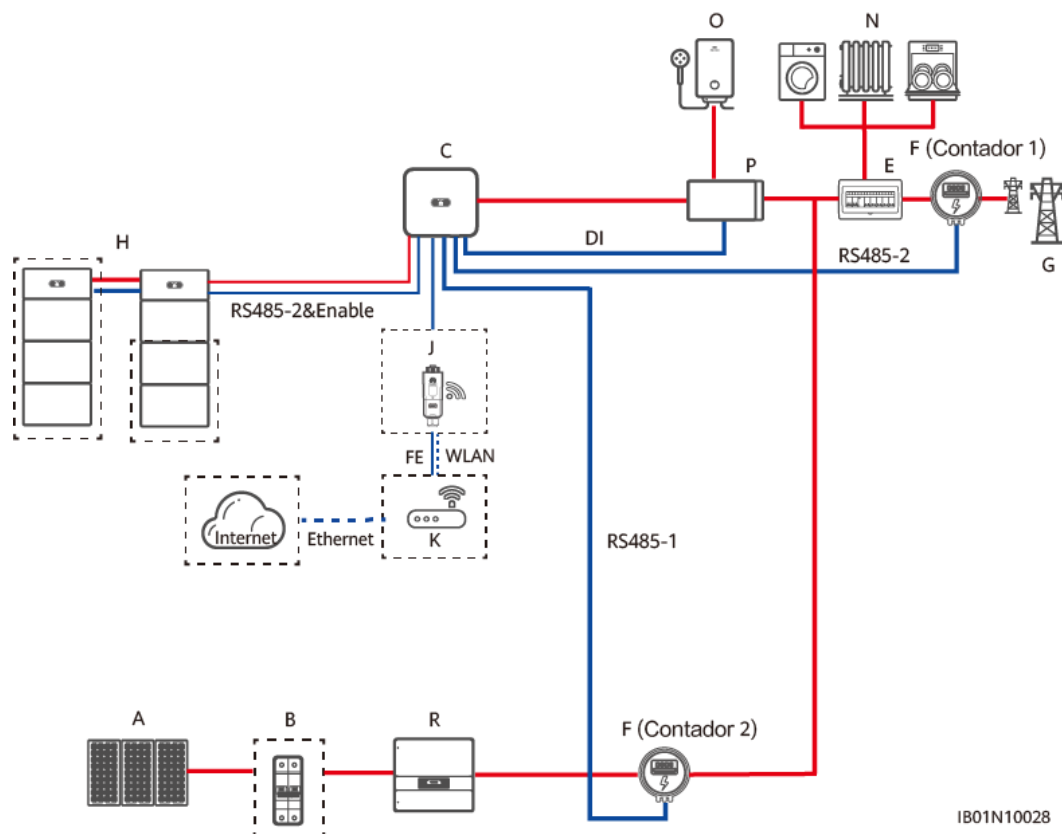 O
N
F (Contador 1)
C
P
E
H
DI
RS485-2
G
RS485-2&Enable
J
FE
WLAN
Internet
Ethernet
K
RS485-1
A
B
R
F (Contador 2)
IB01N10028